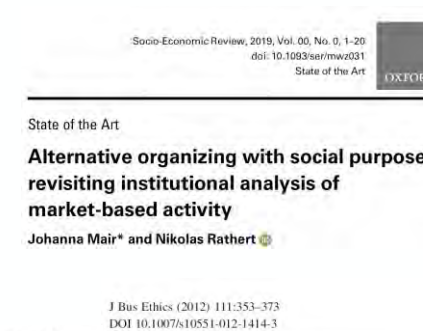 Socio-Economic Review, 2019, Vol. 00, No. 0, 1–20
doi: 10.1093/ser/mwz031
State of the Art
OXFOR
State of the Art
Alternative organizing with social purpose
revisiting institutional analysis of
market-based activity
Johanna Mair* and Nikolas Rathert
J Bus Ethics (2012) 111:353–373
DOI 10.1007/s10551-012-1414-3